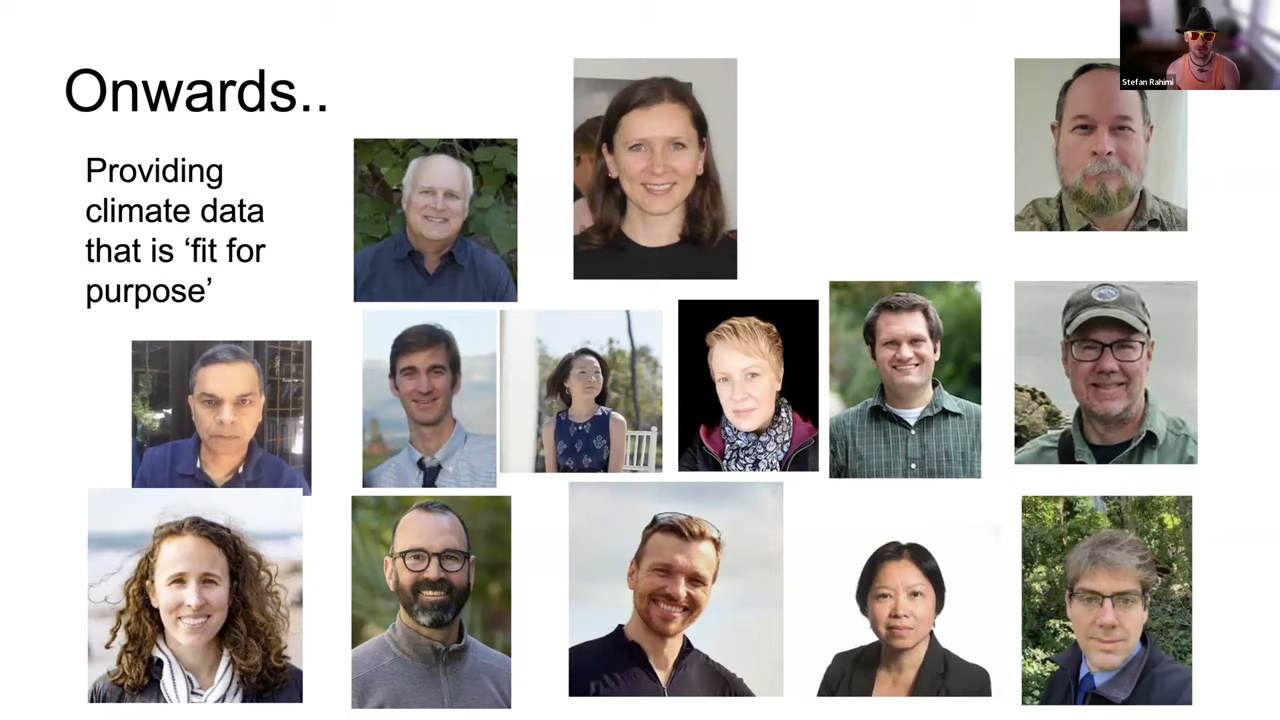 Onwards..
Providing
climate data
that is ‘fit for
purpose’
Stefan Rahimi